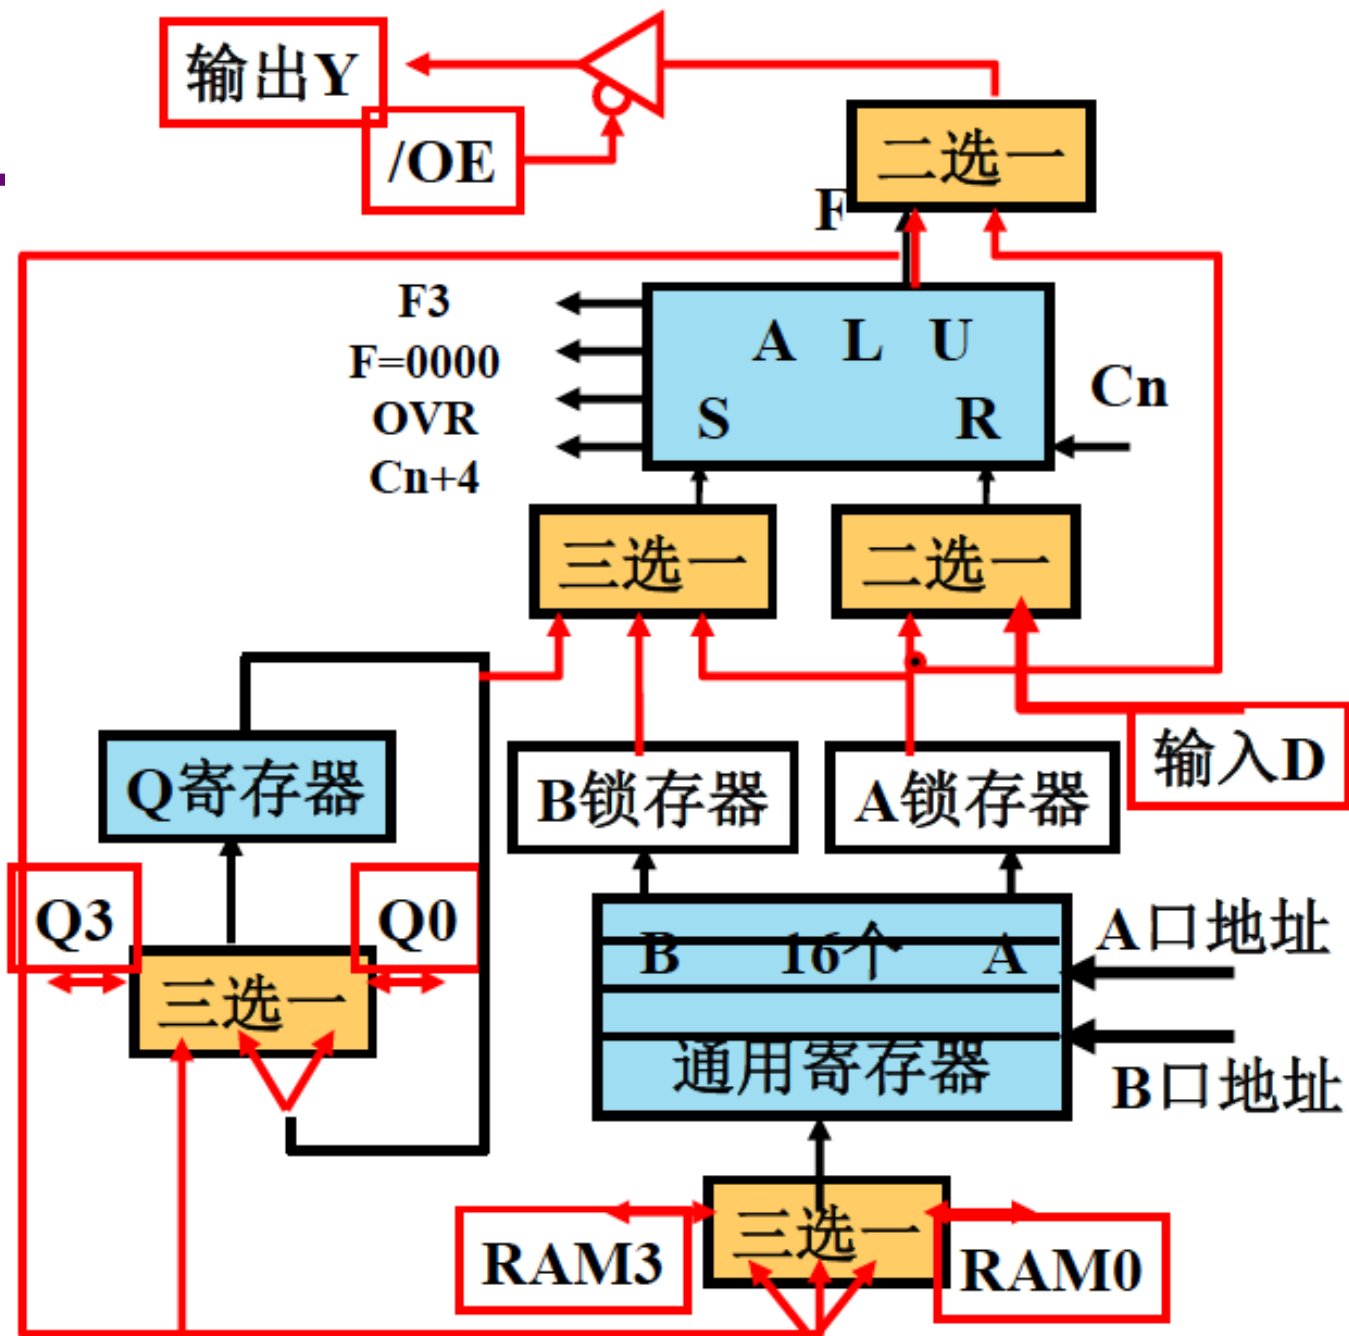 输出Y
/OE
二选一
F
F3
F=0000
OVR
Cn+4
A L U
S R
Cn
三选一
二选一
输入D
Q寄存器
B锁存器
A锁存器
Q3
Q0
三选一
B 16个 A
通用寄存器
A口地址
B口地址
RAM3
三选一
RAM0